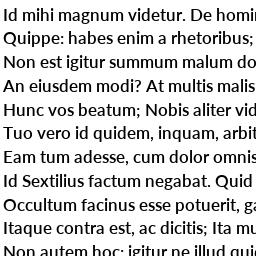 Id mihi magnum videtur. De homi
Quippe: habes enim a rhetoribus;
Non est igitur summum malum do
An eiusdem modi? At multis malis
Hunc vos beatum; Nobis aliter vid
Tuo vero id quidem, inquam, arbit
Eam tum adesse, cum dolor omnis
Id Sextilius factum negabat. Quid
Occultum facinus esse potuerit, ga
Itaque contra est, ac dicitis; Ita mu
Non autem hoc: igitur ne illud qui